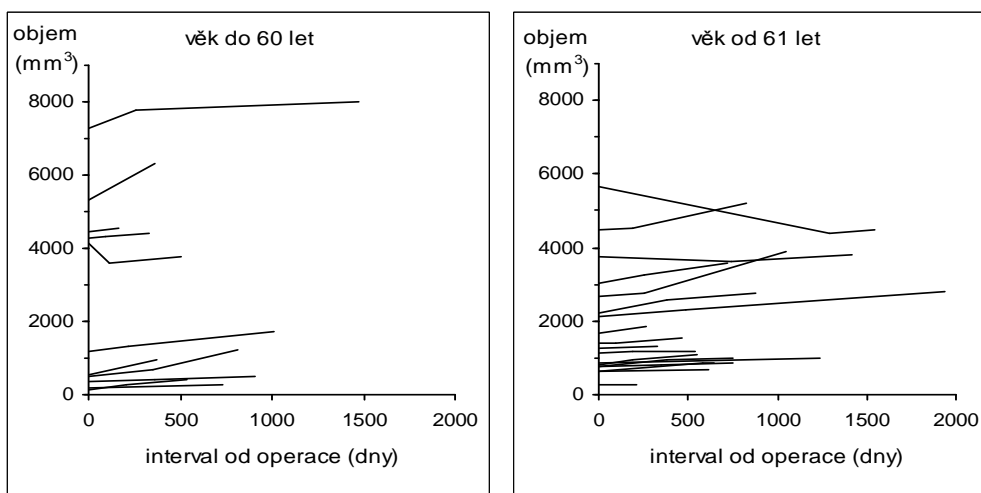 objem
(mm³)
věk do 60 let
8000
6000
4000
2000
0
0 500 1000 1500 2000
interval od operace (dny)
objem
(mm³)
věk od 61 let
8000
6000
4000
2000
0
0 500 1000 1500 2000
interval od operace (dny)